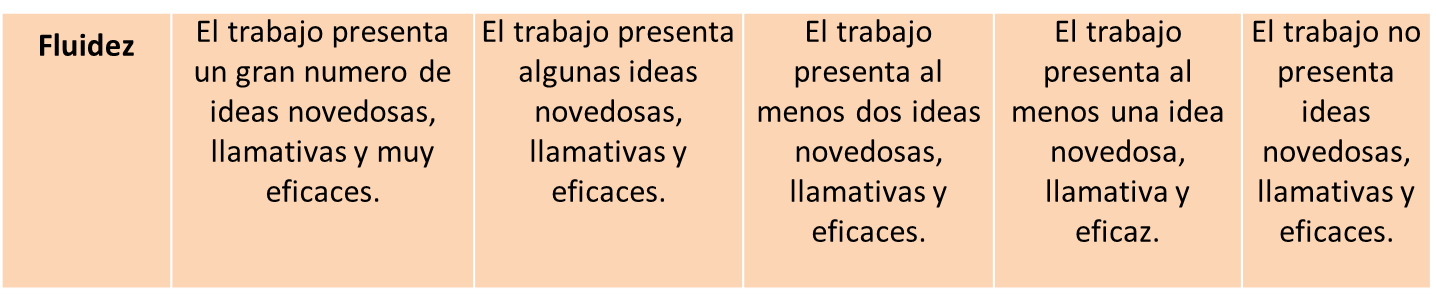 Fluidez
El trabajo presenta
un gran numero de
ideas novedosas,
llamativas y muy
eficaces.
El trabajo presenta
algunas ideas
novedosas,
llamativas y
eficaces.
El trabajo
presenta al
menos dos ideas
novedosas,
llamativas y
eficaces.
El trabajo
presenta al
menos una idea
novedosa,
llamativa y
eficaz.
El trabajo no
presenta
ideas
novedosas,
llamativas y
eficaces.